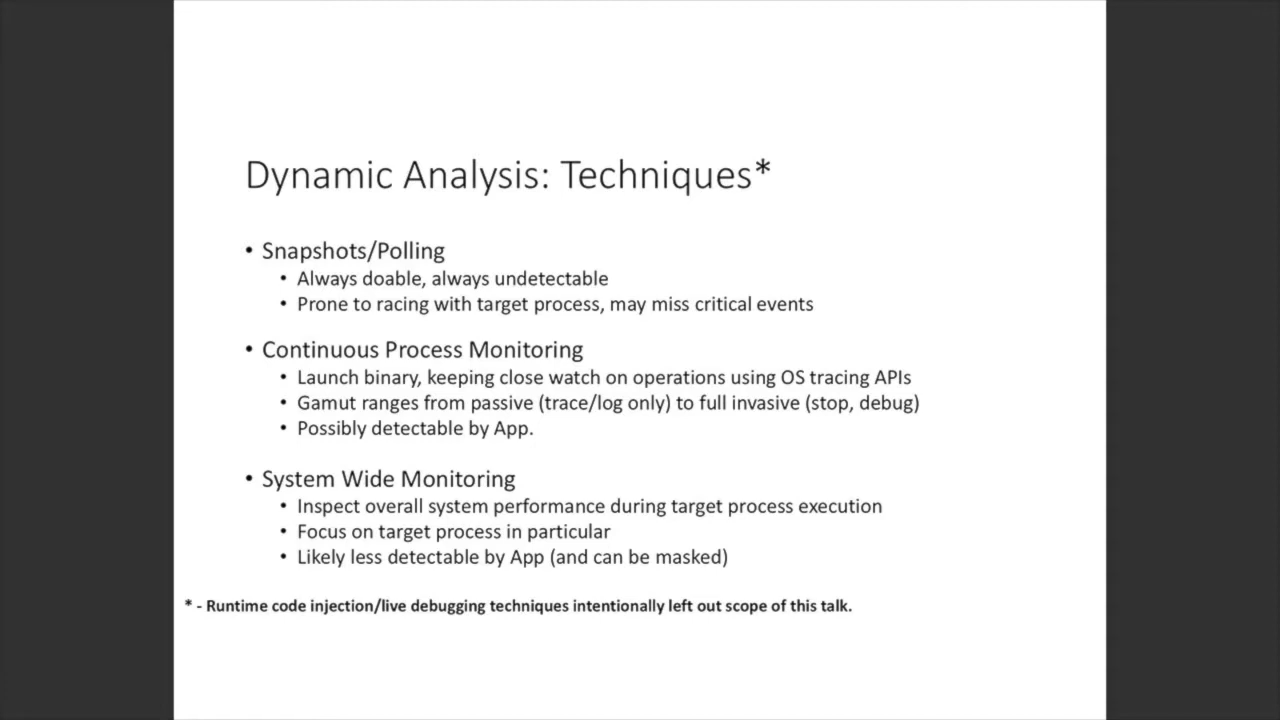 Dynamic Analysis: Techniques*
• Snapshots/Polling
• Always doable, always undetectable
• Prone to racing with target process, may miss critical events
• Continuous Process Monitoring
• Launch binary, keeping close watch on operations using OS tracing APIs
• Gamut ranges from passive (trace/log only) to full invasive (stop, debug)
• Possibly detectable by App.
• System Wide Monitoring
• Inspect overall system performance during target process execution
• Focus on target process in particular
• Likely less detectable by App (and can be masked)
* - Runtime code injection/live debugging techniques intentionally left out scope of this talk.